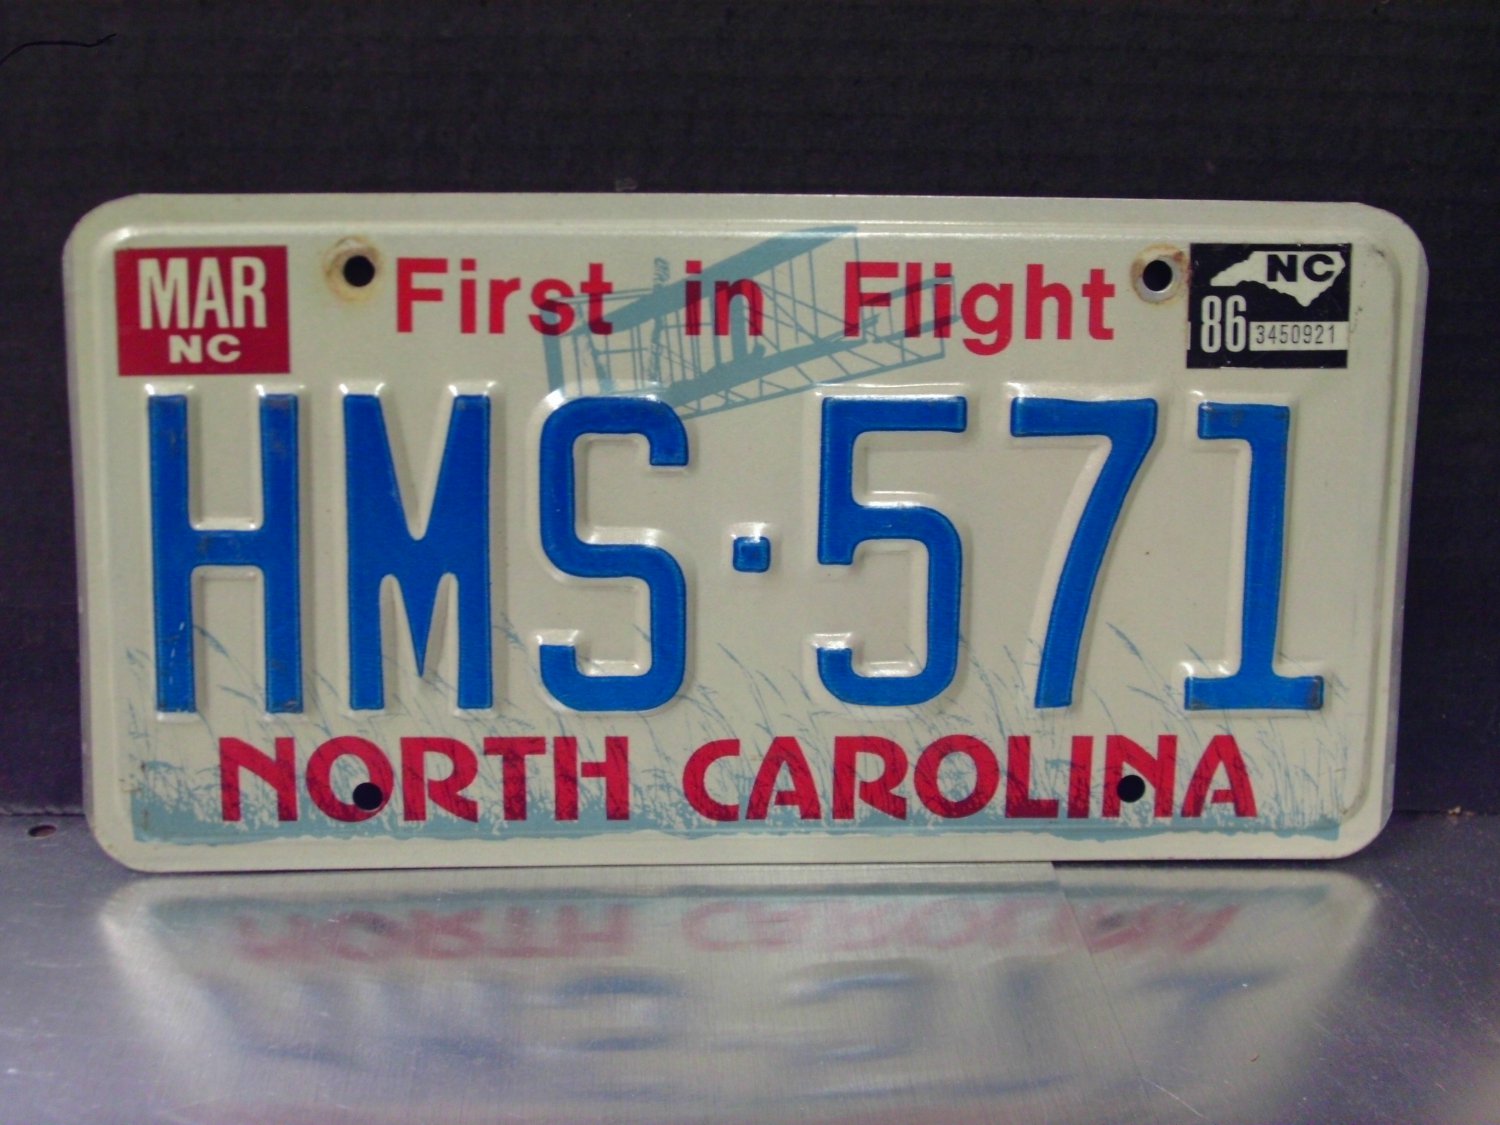 MAR
NC
First in Flight
NC
86 3450921
HMS·571
NORTH CAROLINA